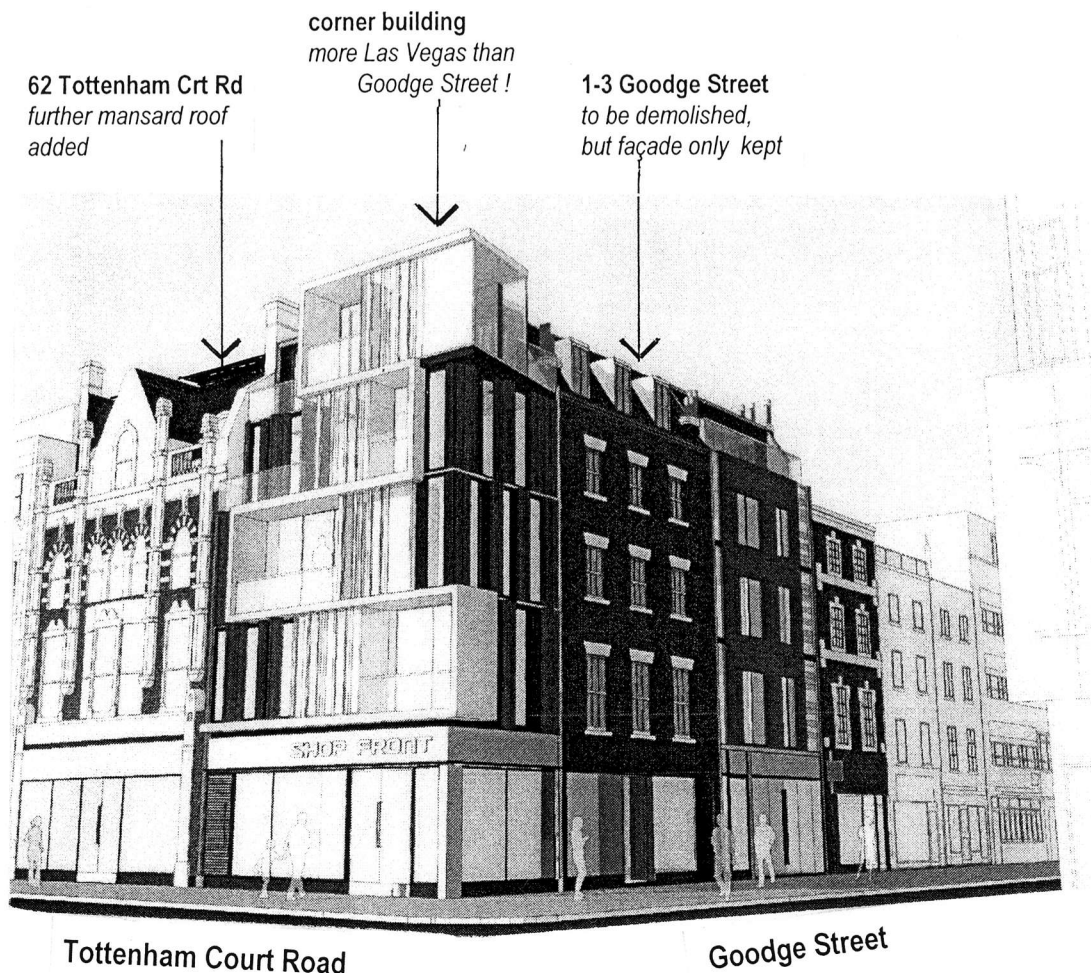 corner building
more Las Vegas than
Goodge Street !
62 Tottenham Crt Rd
further mansard roof
added
1-3 Goodge Street
to be demolished,
but façade only kept
SHOP FRONT
Tottenham Court Road
Goodge Street